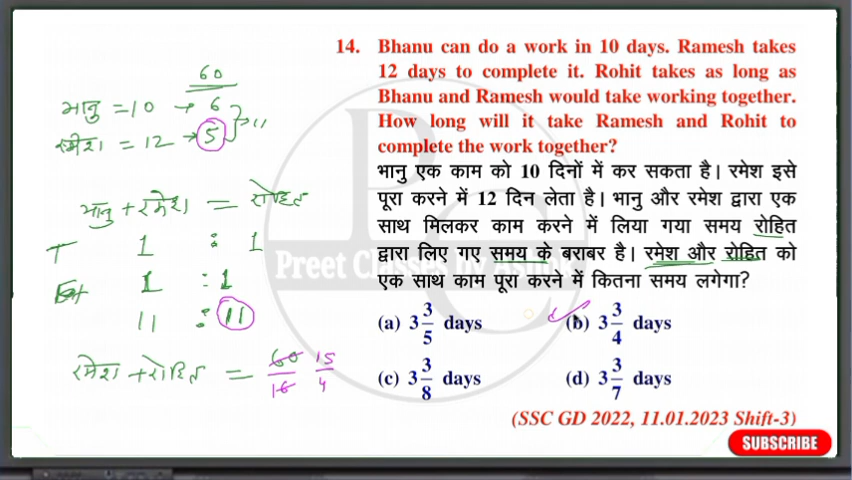 60
भानु = 10 → 6
रमेश = 12 → 5 } 11
भानु + रमेश = रोहित
T 1 : 1
1 : 1
11 : 11
रमेश + रोहित = 60/16 15/4
14. Bhanu can do a work in 10 days. Ramesh takes
12 days to complete it. Rohit takes as long as
Bhanu and Ramesh would take working together.
How long will it take Ramesh and Rohit to
complete the work together?
भानु एक काम को 10 दिनों में कर सकता है। रमेश इसे
पूरा करने में 12 दिन लेता है। भानु और रमेश द्वारा एक
साथ मिलकर काम करने में लिया गया समय रोहित
द्वारा लिए गए समय के बराबर है। रमेश और रोहित को
एक साथ काम पूरा करने में कितना समय लगेगा?
(a) 3 3/5 days (b) 3 3/4 days
(c) 3 3/8 days (d) 3 3/7 days
(SSC GD 2022, 11.01.2023 Shift-3)
SUBSCRIBE